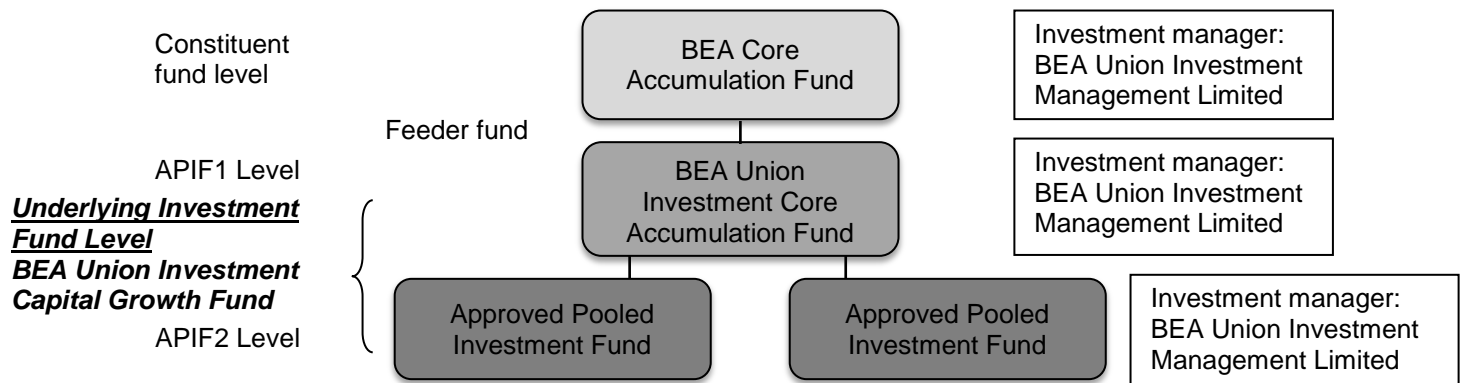 Constituent
fund level
BEA Core
Accumulation Fund
Investment manager:
BEA Union Investment
Management Limited
Feeder fund
APIF1 Level
BEA Union
Investment Core
Accumulation Fund
Investment manager:
BEA Union Investment
Management Limited
Underlying Investment
Fund Level
BEA Union Investment
Capital Growth Fund
APIF2 Level
Approved Pooled
Investment Fund
Approved Pooled
Investment Fund
Investment manager:
BEA Union Investment
Management Limited